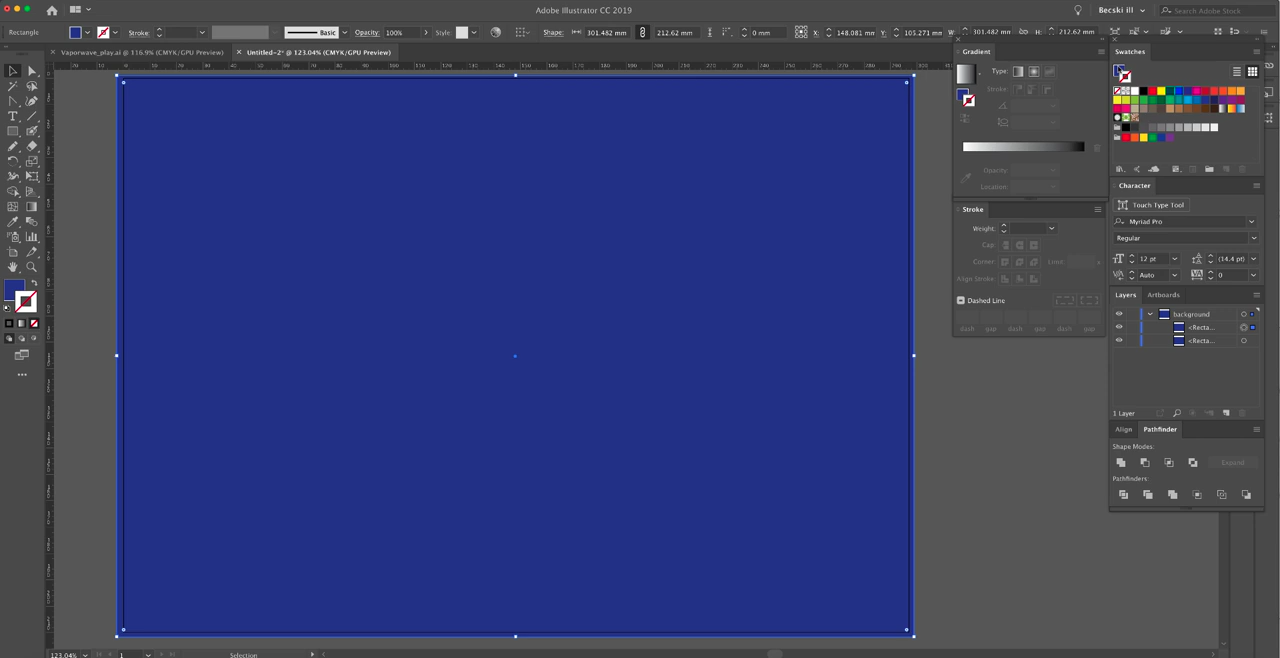 Adobe Illustrator CC 2019
Becski ill
Search Adobe Stock
Rectangle
Stroke:
Basic
Opacity: 100%
Style:
Shape:
301.482 mm
212.62 mm
0 mm
X: 148.081 mm
Y: 105.271 mm
W: 301.482 mm
H: 212.62 mm
Vaporwave_play.ai @ 116.9% (CMYK/GPU Preview)
Untitled-2* @ 123.04% (CMYK/GPU Preview)
Gradient
Type:
Stroke:
Opacity:
Location:
Stroke
Weight:
Cap:
Corner:
Limit:
Align Stroke:
Dashed Line
dash gap dash gap dash gap
Swatches
Character
Touch Type Tool
Myriad Pro
Regular
12 pt
(14.4 pt)
Auto
0
Layers Artboards
background
<Recta...
<Recta...
1 Layer
Align Pathfinder
Shape Modes:
Expand
Pathfinders:
123.04%
1
Selection